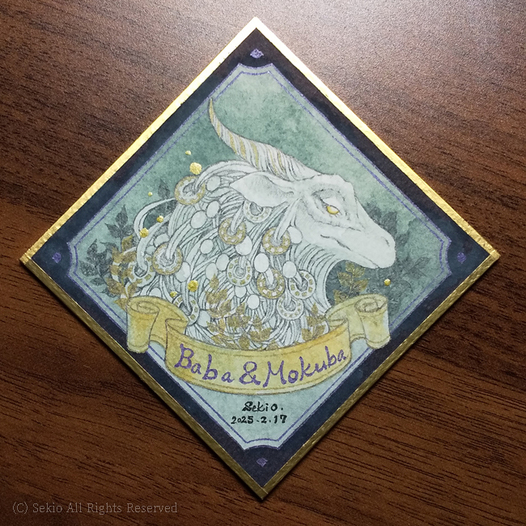 Baba & Mokuba
Sekio.
2025.2.17
(C) Sekio All Rights Reserved